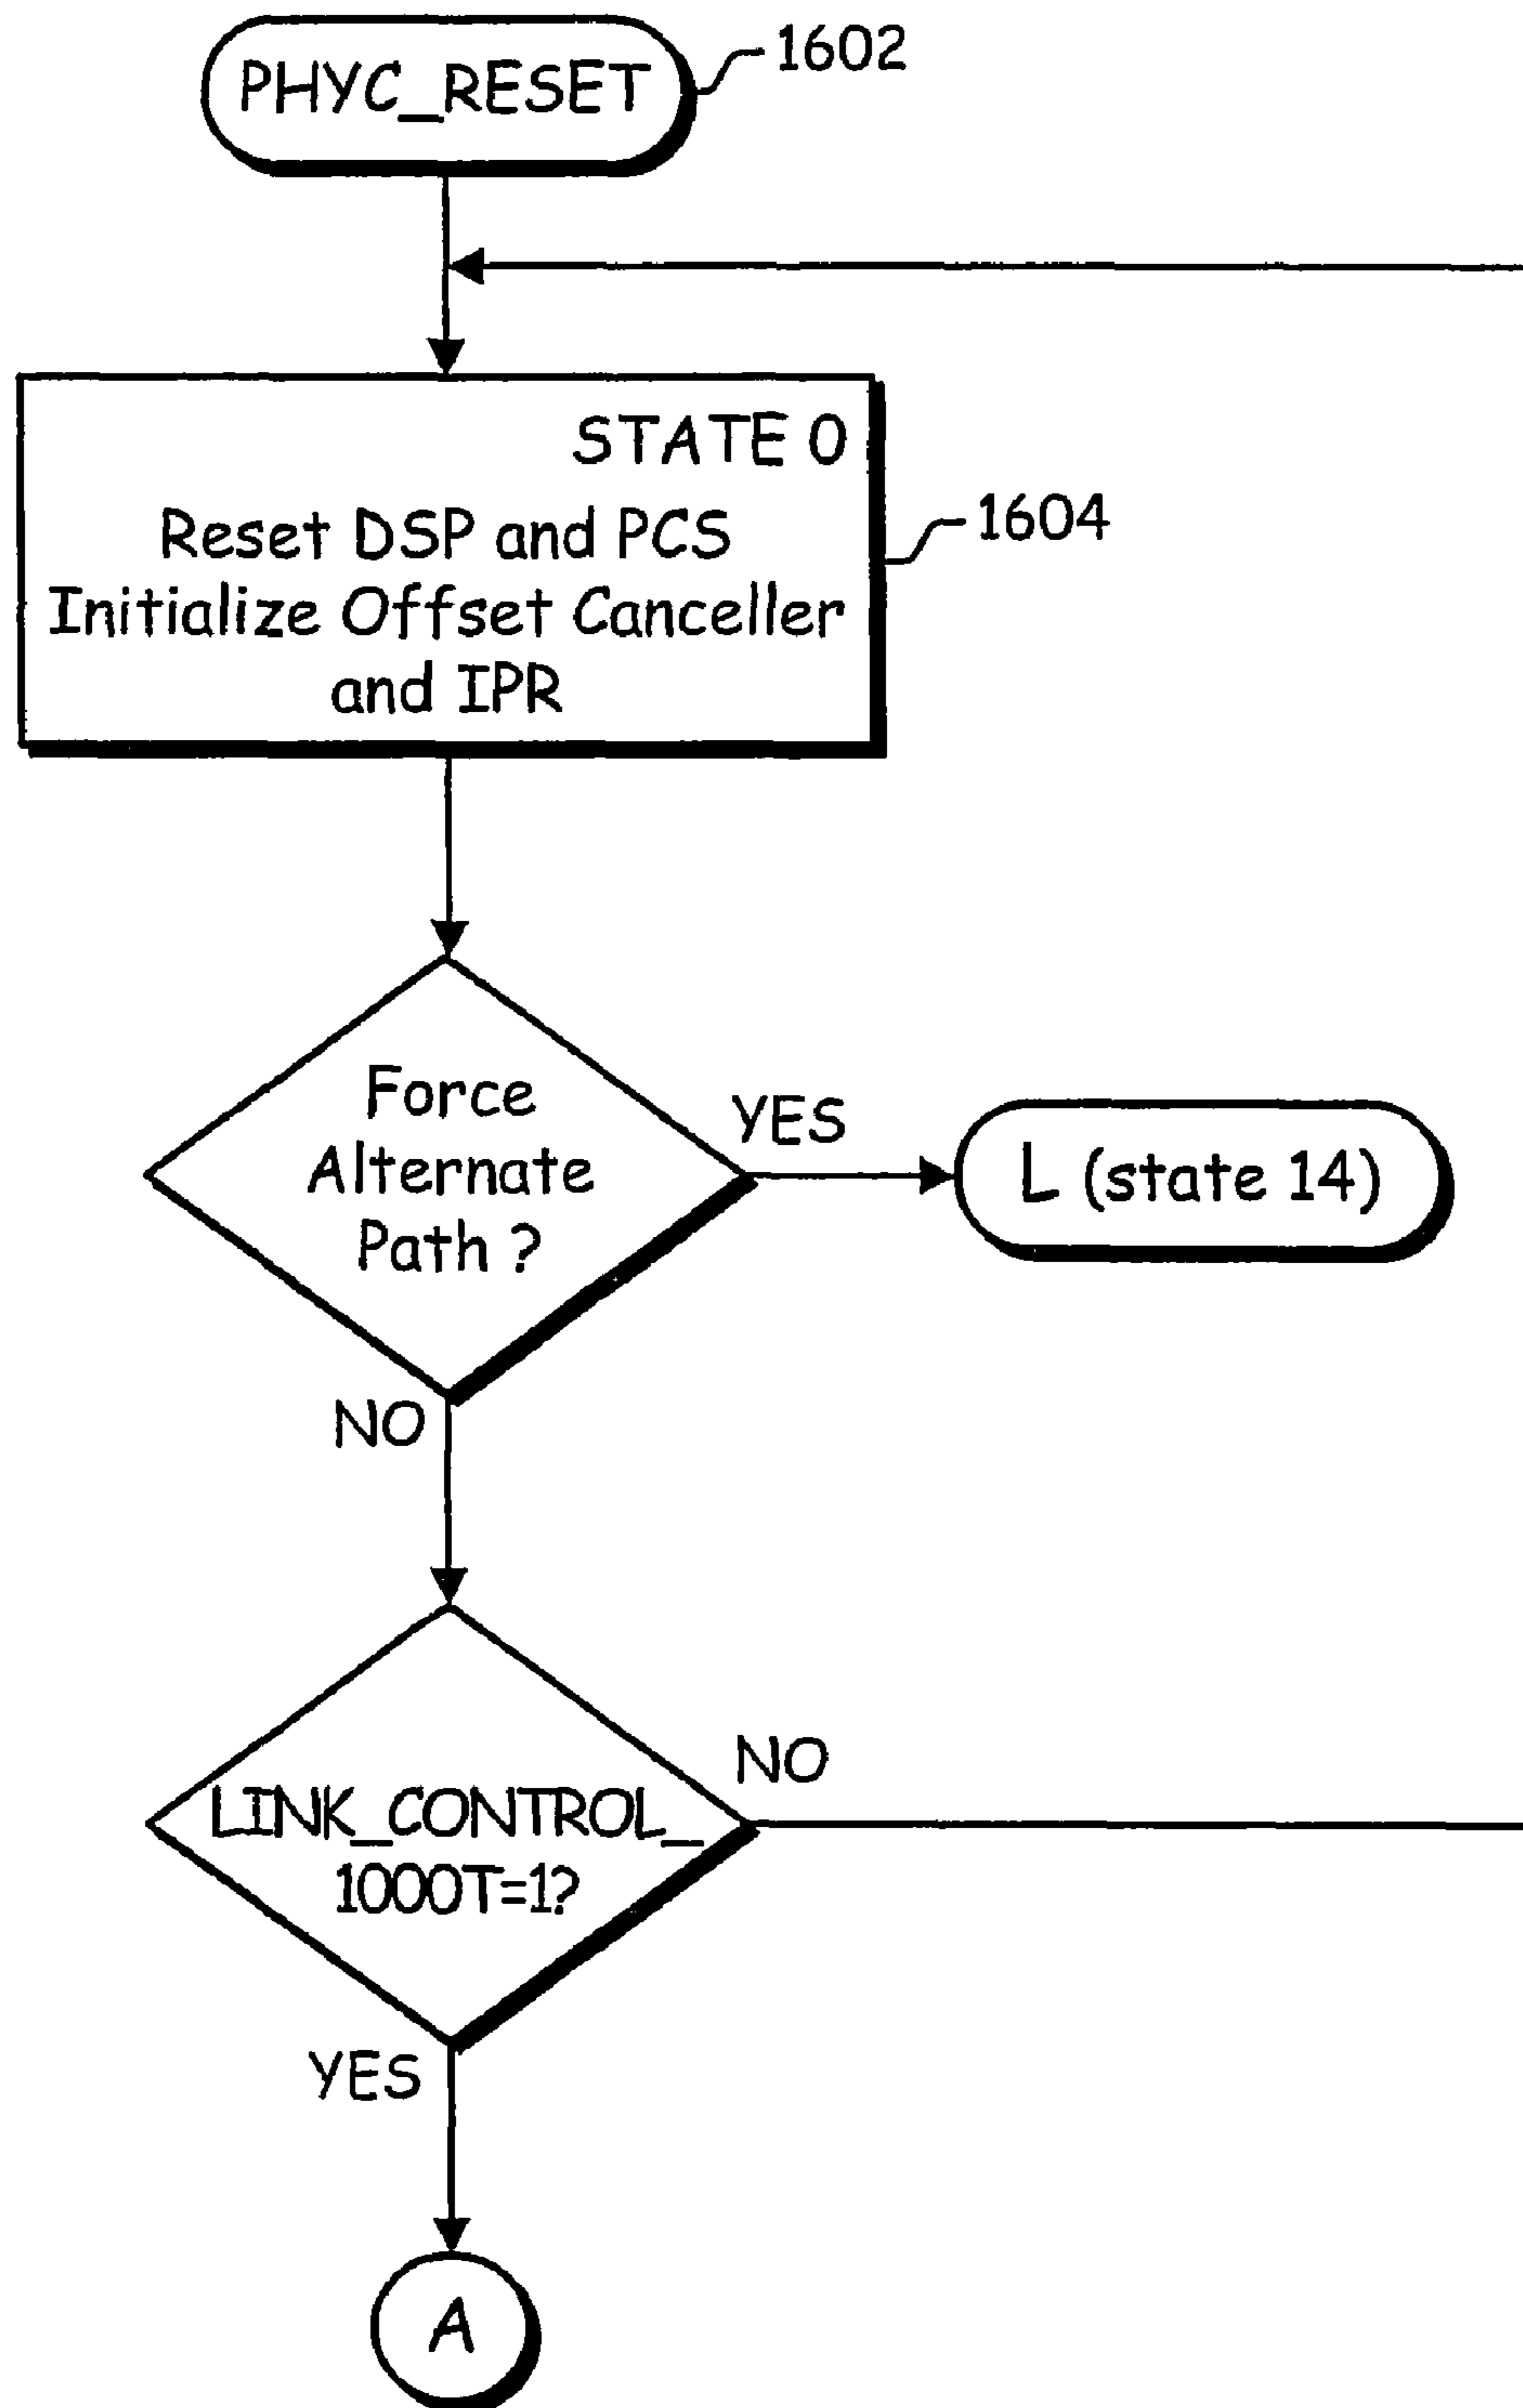 PHYC_RESET
1602
STATE 0
Reset DSP and PCS
Initialize Offset Canceller
and IPR
1604
Force
Alternate
Path ?
YES
L (state 14)
NO
LINK_CONTROL_
1000T=1?
NO
YES
A